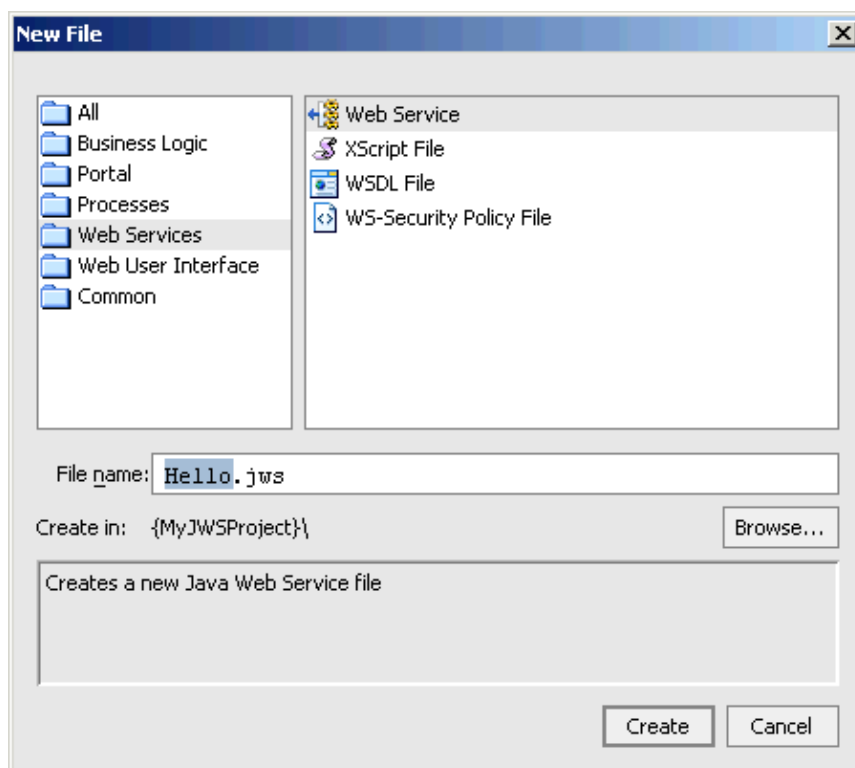 New File
All
Business Logic
Portal
Processes
Web Services
Web User Interface
Common
Web Service
XScript File
WSDL File
WS-Security Policy File
File name: Hello.jws
Create in: {MyJWSProject}\
Browse...
Creates a new Java Web Service file
Create
Cancel